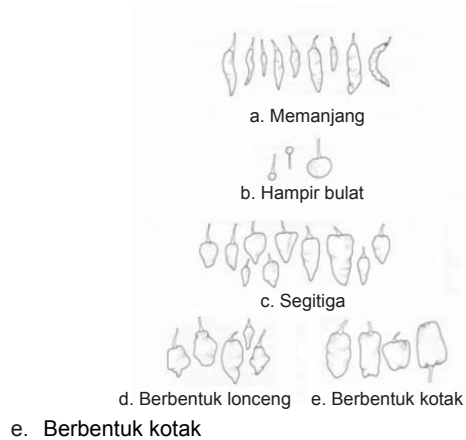 a. Memanjang
b. Hampir bulat
c. Segitiga
d. Berbentuk lonceng e. Berbentuk kotak
e. Berbentuk kotak